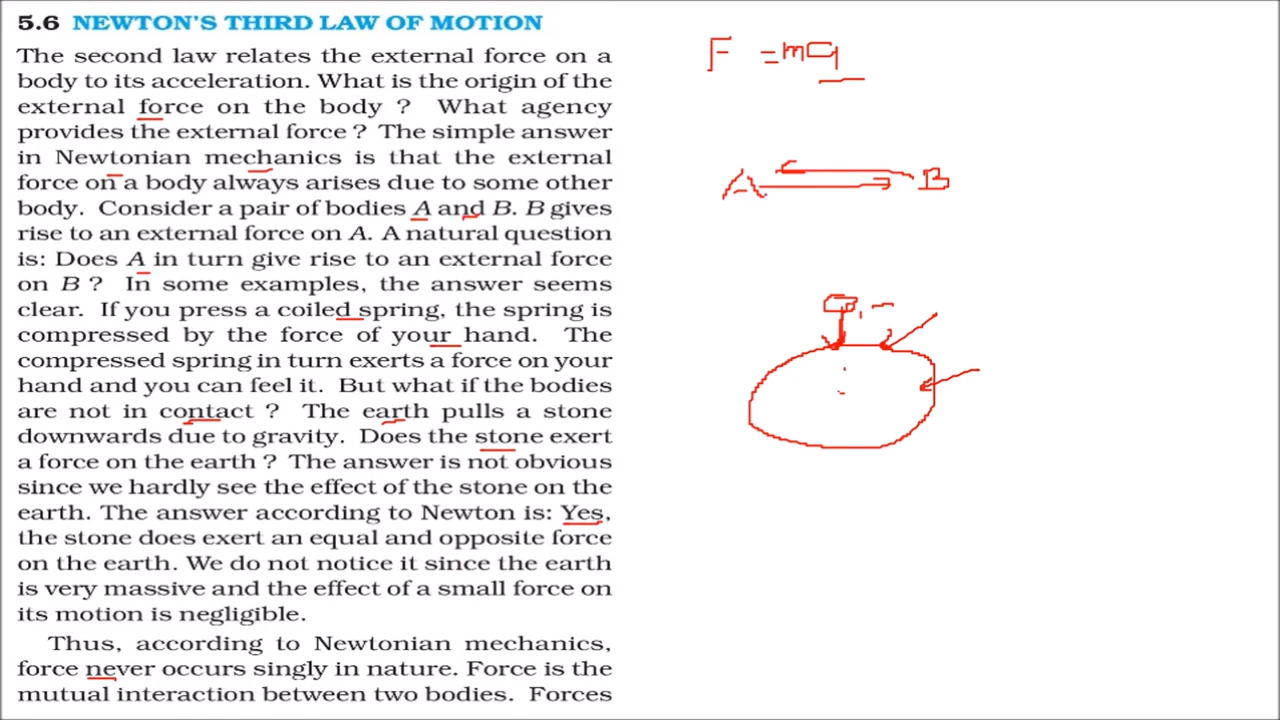 5.6 NEWTON'S THIRD LAW OF MOTION
The second law relates the external force on a
body to its acceleration. What is the origin of the
external force on the body ? What agency
provides the external force ? The simple answer
in Newtonian mechanics is that the external
force on a body always arises due to some other
body. Consider a pair of bodies A and B. B gives
rise to an external force on A. A natural question
is: Does A in turn give rise to an external force
on B ? In some examples, the answer seems
clear. If you press a coiled spring, the spring is
compressed by the force of your hand. The
compressed spring in turn exerts a force on your
hand and you can feel it. But what if the bodies
are not in contact ? The earth pulls a stone
downwards due to gravity. Does the stone exert
a force on the earth ? The answer is not obvious
since we hardly see the effect of the stone on the
earth. The answer according to Newton is: Yes,
the stone does exert an equal and opposite force
on the earth. We do not notice it since the earth
is very massive and the effect of a small force on
its motion is negligible.
Thus, according to Newtonian mechanics,
force never occurs singly in nature. Force is the
mutual interaction between two bodies. Forces
F = ma
A B